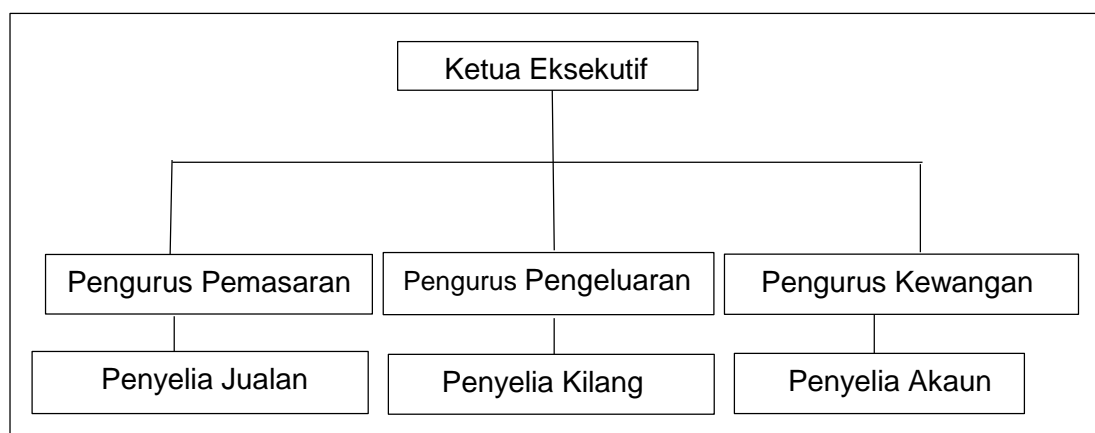 Ketua Eksekutif
Pengurus Pemasaran
Pengurus Pengeluaran
Pengurus Kewangan
Penyelia Jualan
Penyelia Kilang
Penyelia Akaun